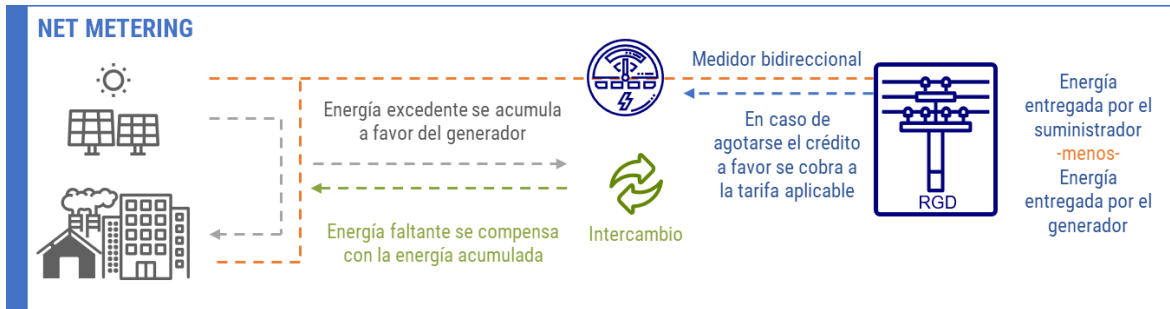 NET METERING
Energía excedente se acumula
a favor del generador
Energía faltante se compensa
con la energía acumulada
Intercambio
Medidor bidireccional
En caso de
agotarse el crédito
a favor se cobra a
la tarifa aplicable
RGD
Energía
entregada por el
suministrador
-menos-
Energía
entregada por el
generador